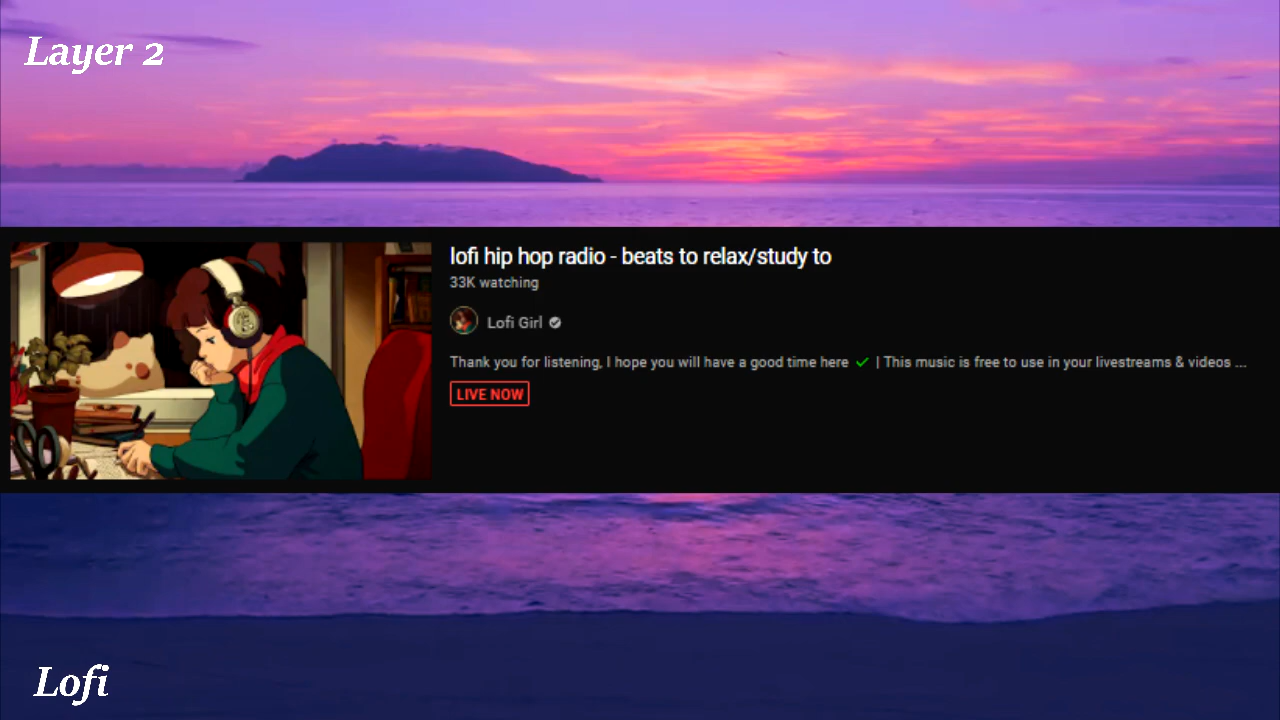 Layer 2
lofi hip hop radio - beats to relax/study to
33K watching
Lofi Girl
Thank you for listening, I hope you will have a good time here ✓ | This music is free to use in your livestreams & videos ...
LIVE NOW
Lofi